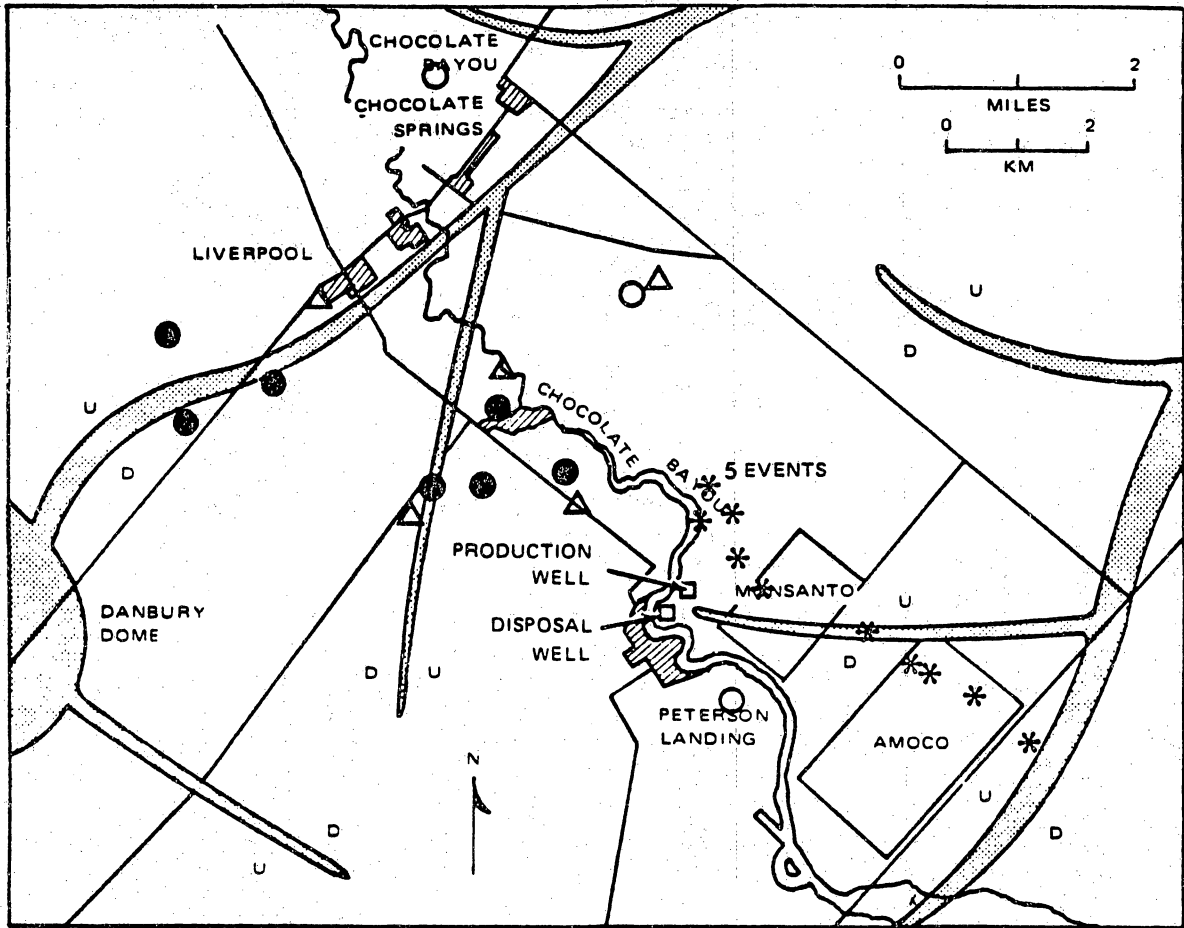 CHOCOLATE
BAYOU
CHOCOLATE
SPRINGS
0 2
MILES
0 2
KM
LIVERPOOL
U
D
U
D
CHOCOLATE BAYOU
5 EVENTS
PRODUCTION
WELL
MONSANTO
DISPOSAL
WELL
U
D
DANBURY
DOME
D U
PETERSON
LANDING
AMOCO
N
U
D
D
U